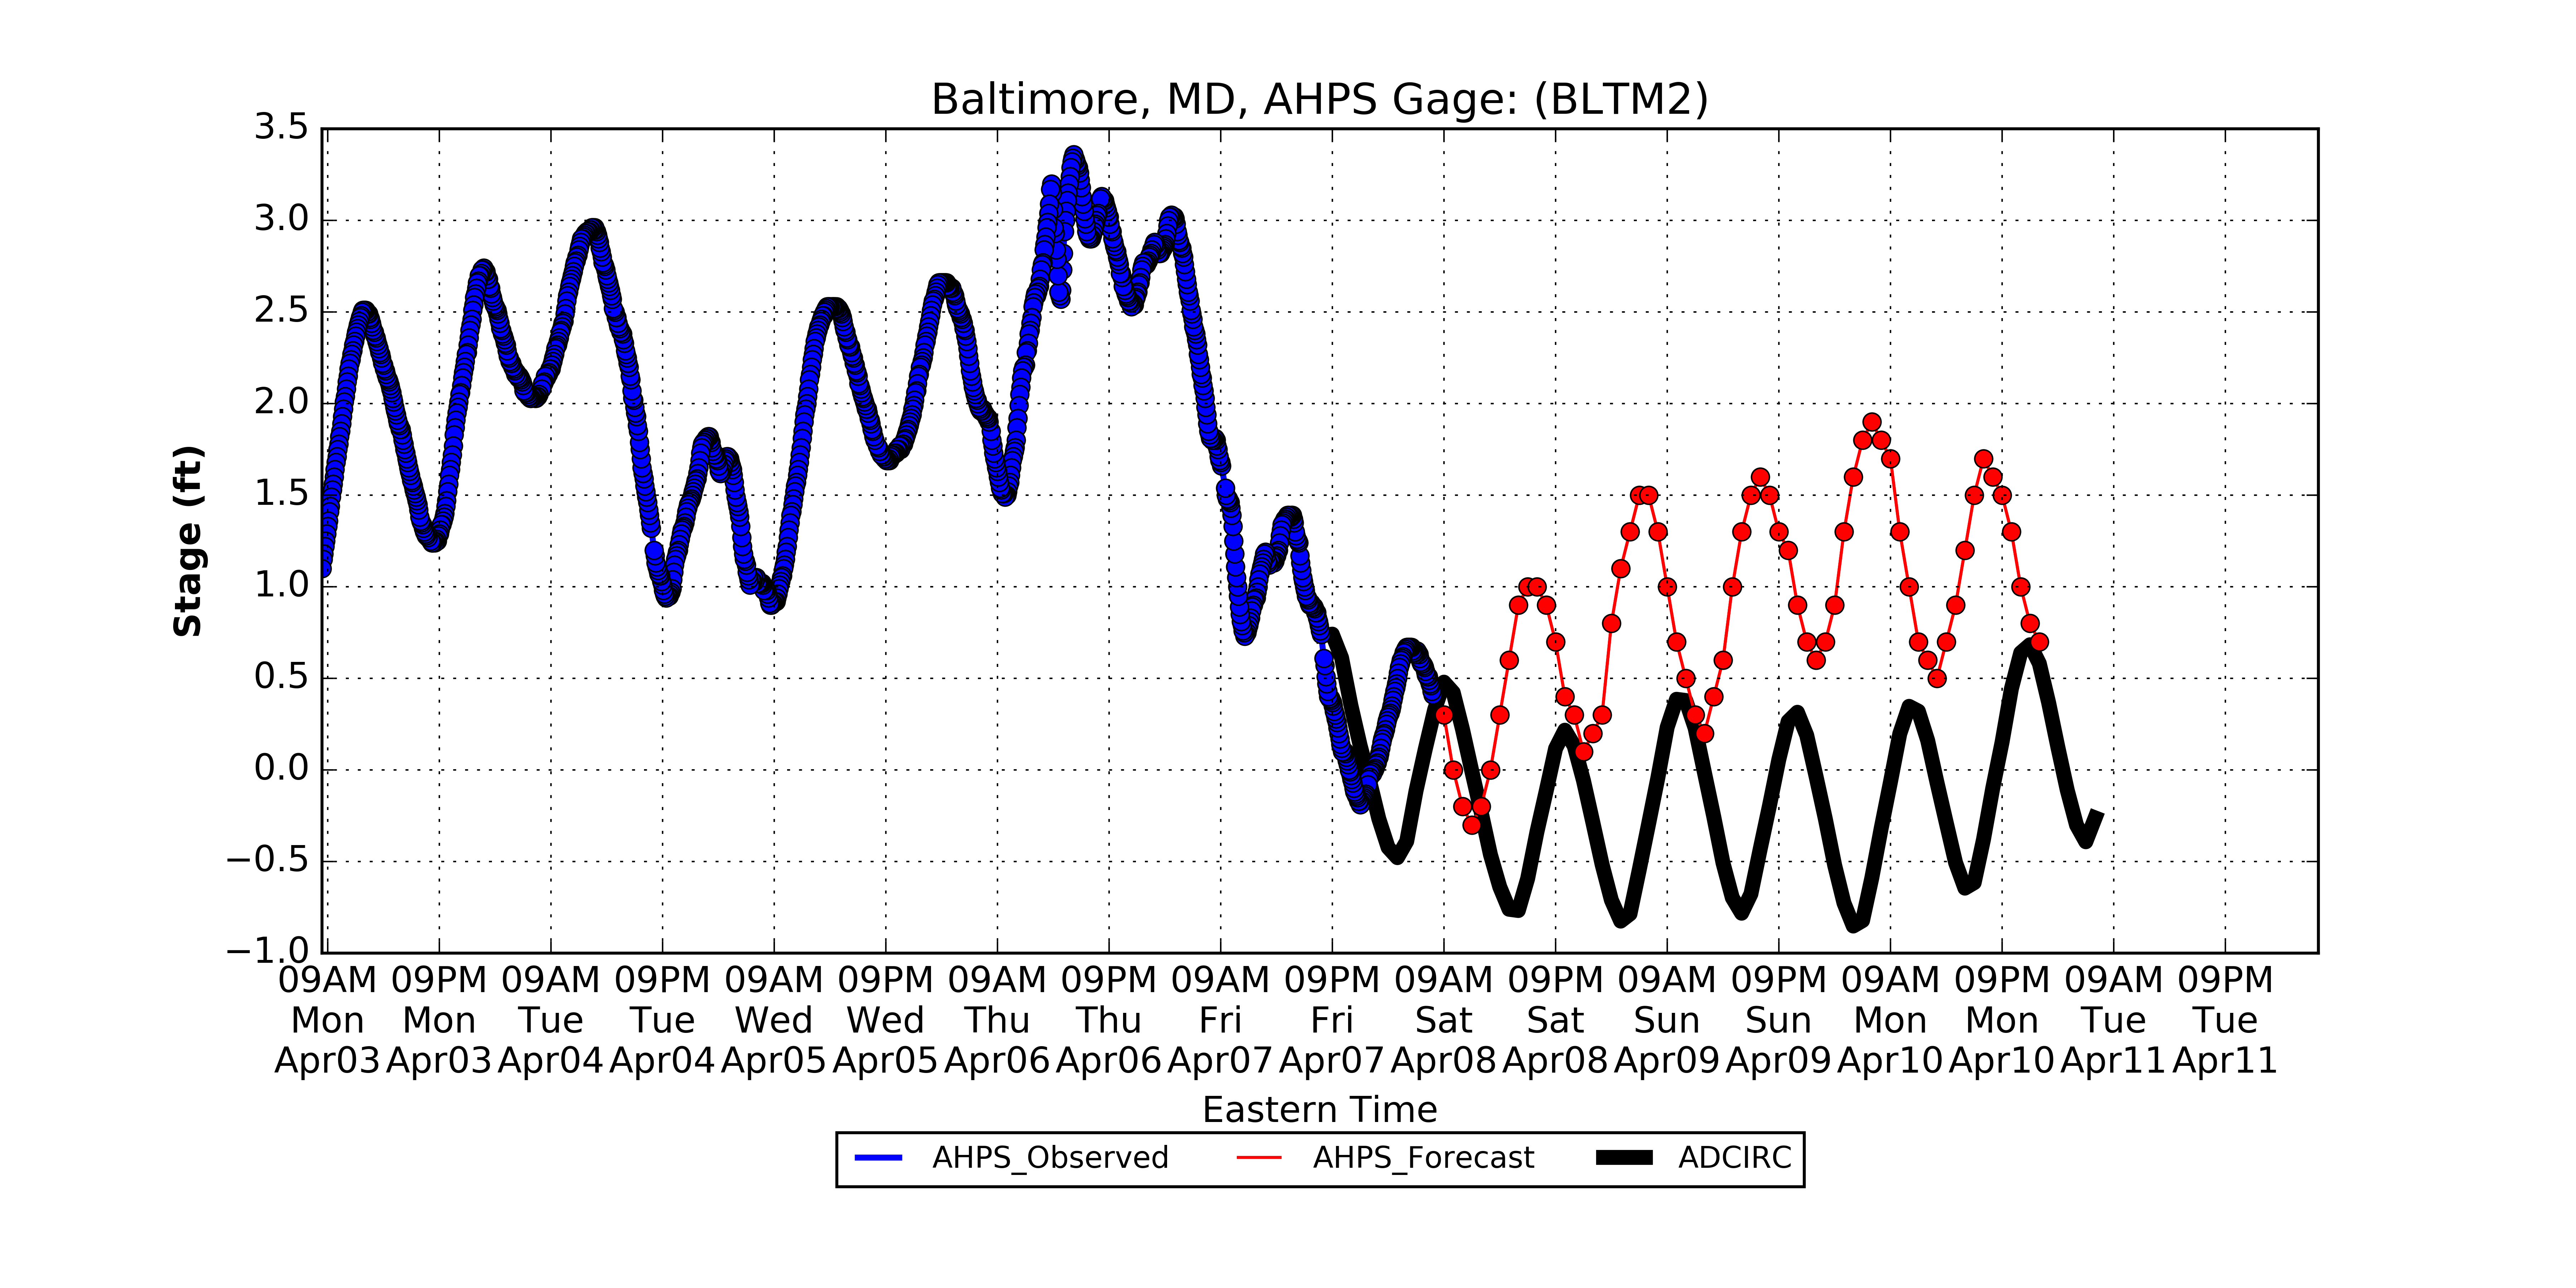 Baltimore, MD, AHPS Gage: (BLTM2)
3.5
3.0
2.5
2.0
1.5
1.0
0.5
0.0
−0.5
−1.0
Stage (ft)
09AM 09PM 09AM 09PM 09AM 09PM 09AM 09PM 09AM 09PM 09AM 09PM 09AM 09PM 09AM 09PM 09AM 09PM
Mon Mon Tue Tue Wed Wed Thu Thu Fri Fri Sat Sat Sun Sun Mon Mon Tue Tue
Apr03 Apr03 Apr04 Apr04 Apr05 Apr05 Apr06 Apr06 Apr07 Apr07 Apr08 Apr08 Apr09 Apr09 Apr10 Apr10 Apr11 Apr11
Eastern Time
AHPS_Observed AHPS_Forecast ADCIRC